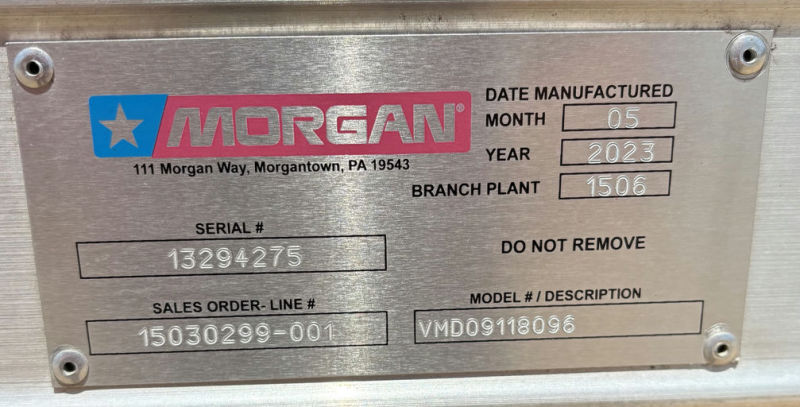 MORGAN®
111 Morgan Way, Morgantown, PA 19543
DATE MANUFACTURED
MONTH 05
YEAR 2023
BRANCH PLANT 1506
SERIAL #
13294275
DO NOT REMOVE
SALES ORDER- LINE #
15030299-001
MODEL # / DESCRIPTION
VMD09118096